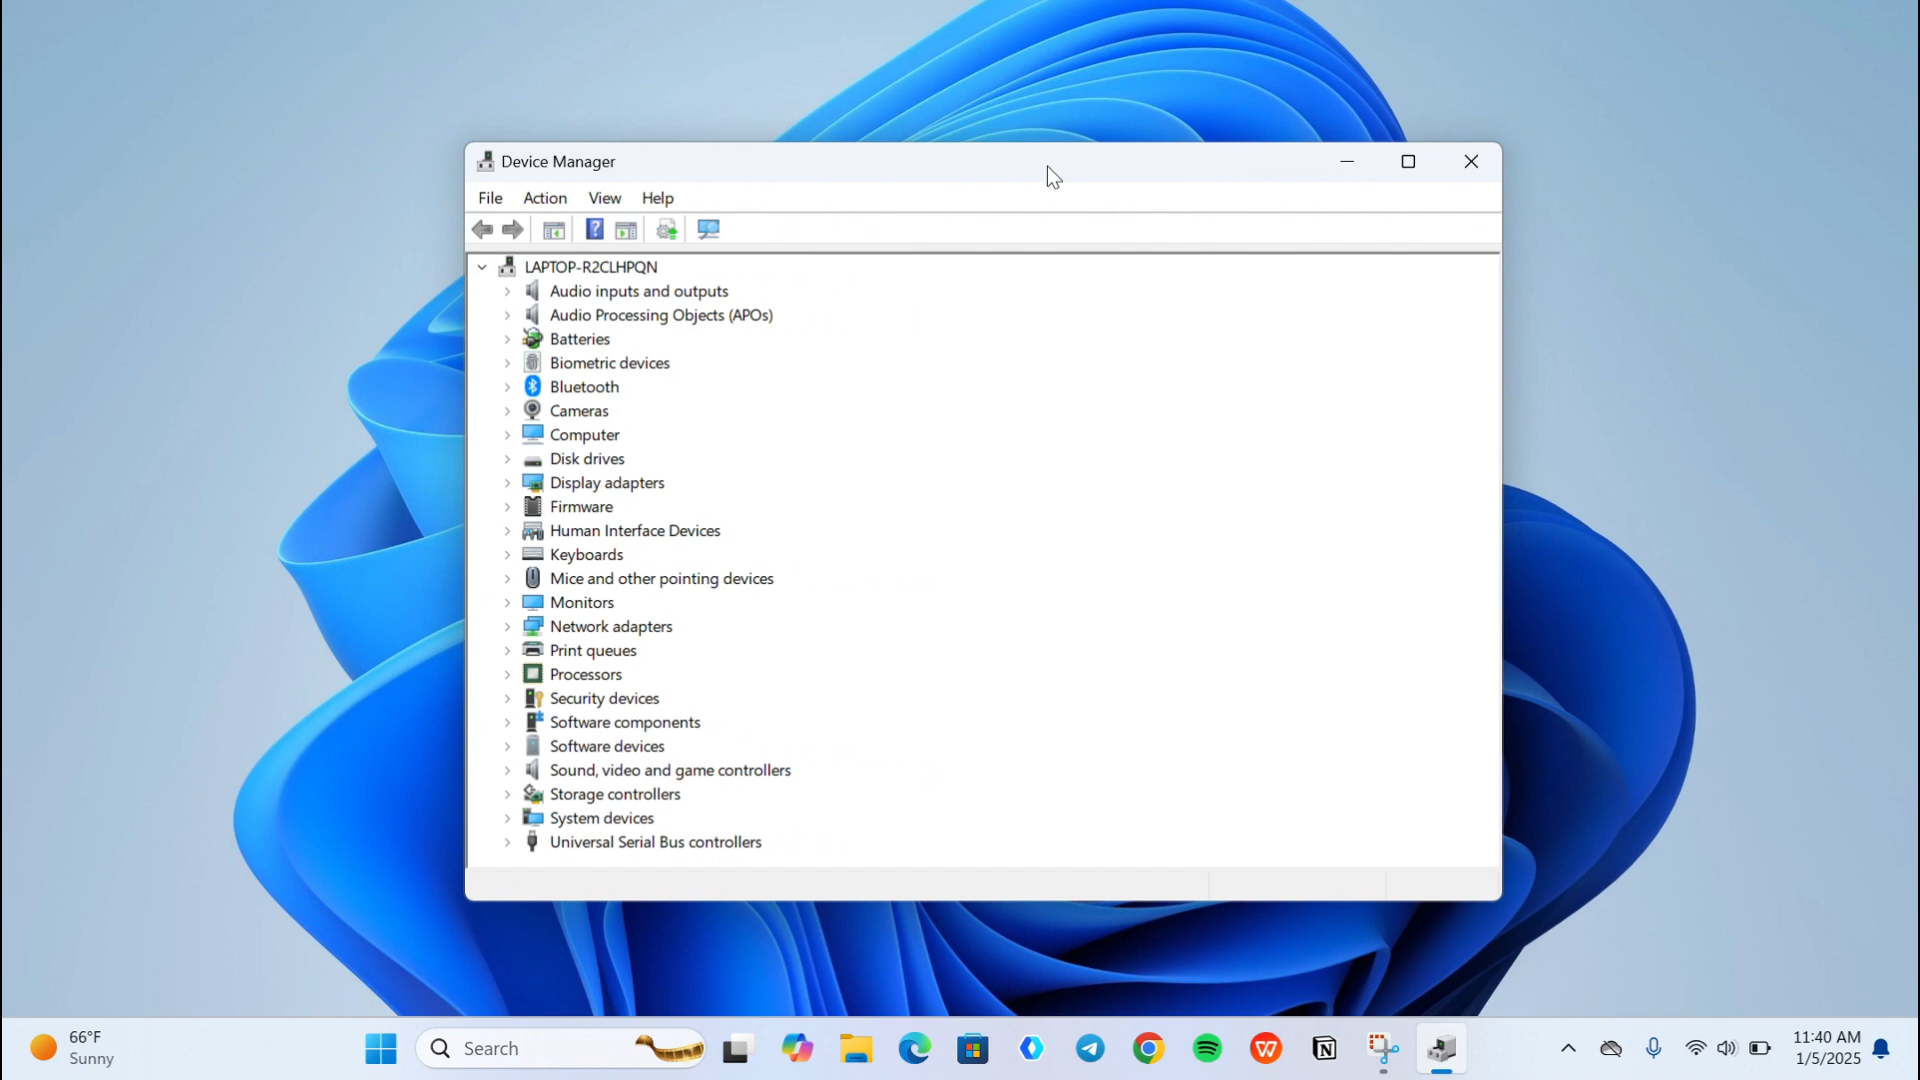 Device Manager
File Action View Help
LAPTOP-R2CLHPQN
Audio inputs and outputs
Audio Processing Objects (APOs)
Batteries
Biometric devices
Bluetooth
Cameras
Computer
Disk drives
Display adapters
Firmware
Human Interface Devices
Keyboards
Mice and other pointing devices
Monitors
Network adapters
Print queues
Processors
Security devices
Software components
Software devices
Sound, video and game controllers
Storage controllers
System devices
Universal Serial Bus controllers
66°F
Sunny
Search
11:40 AM
1/5/2025